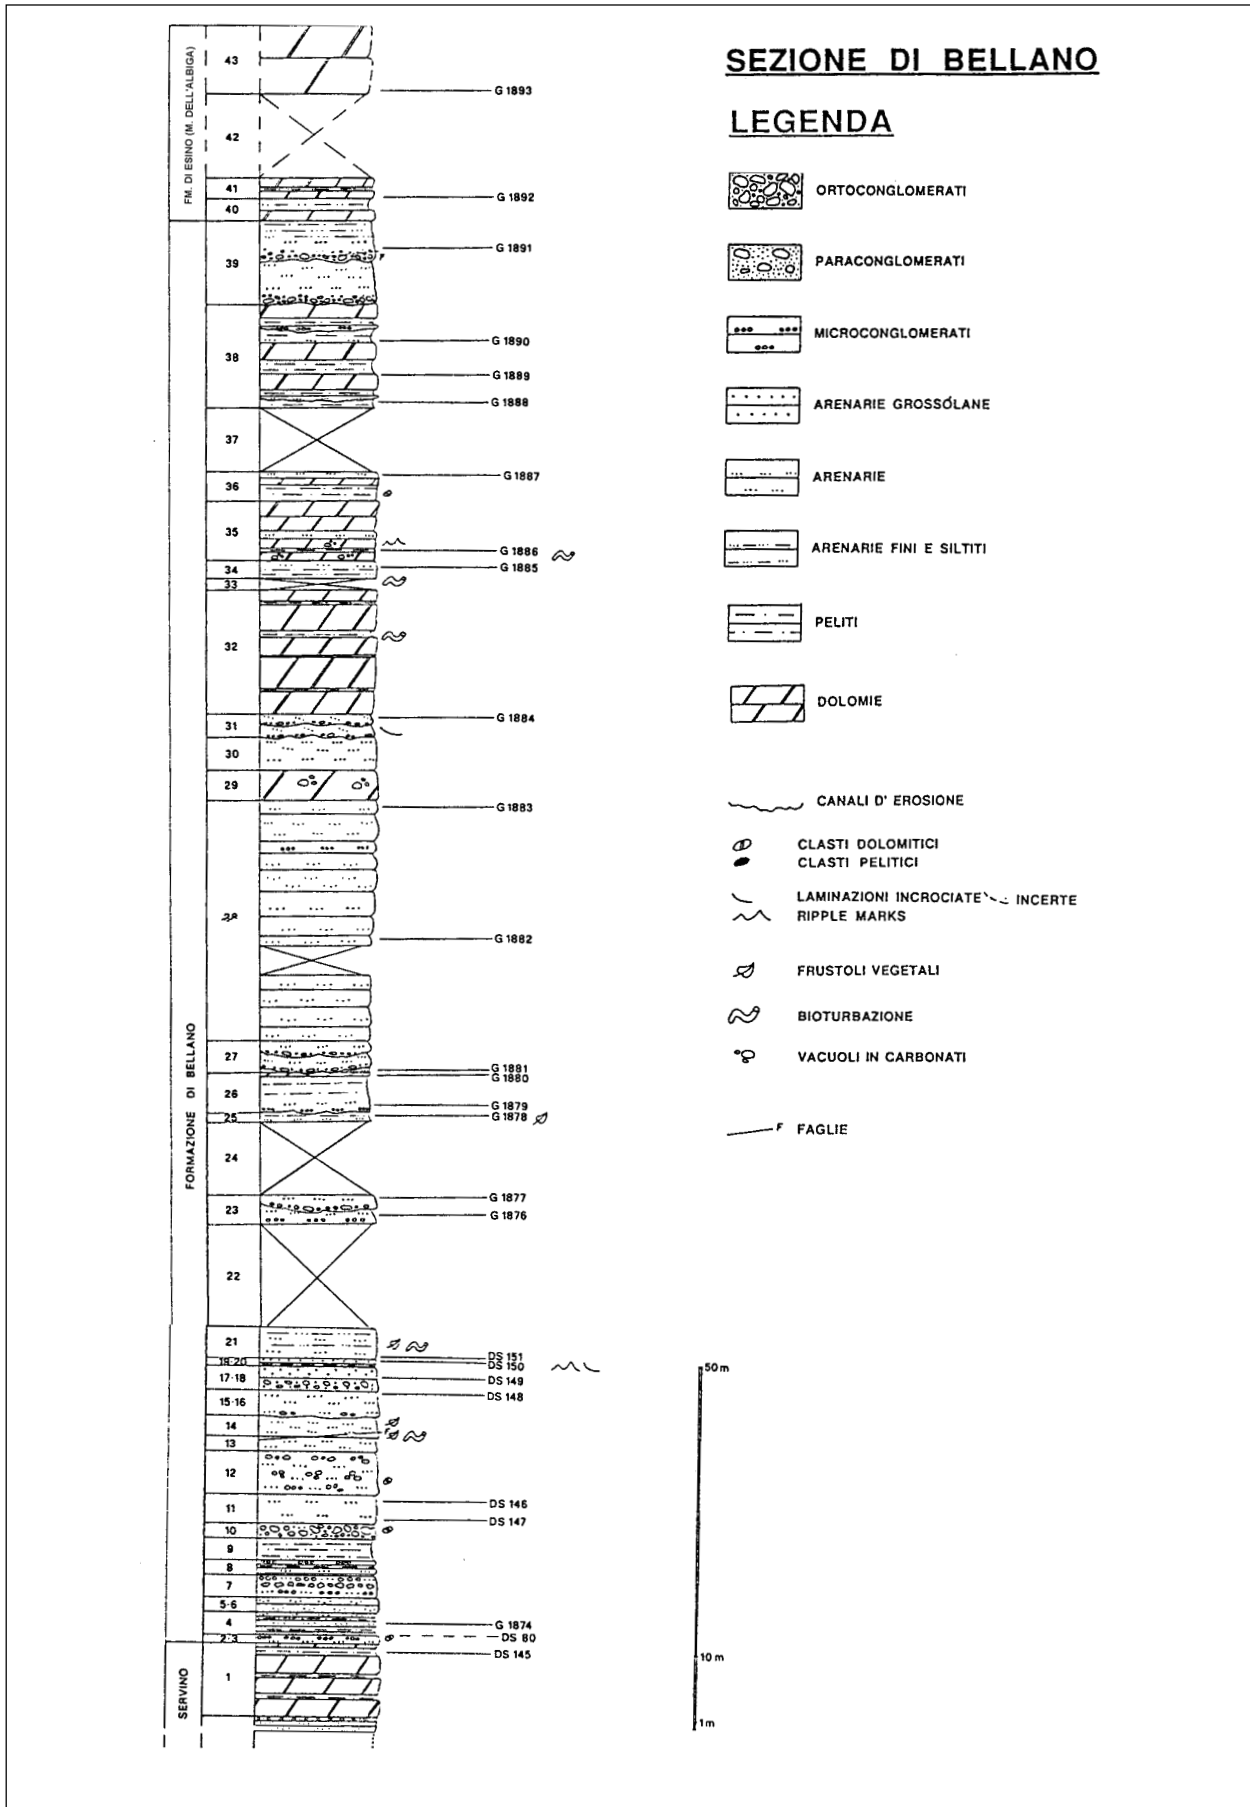 SEZIONE DI BELLANO
LEGENDA
ORTOCONGLOMERATI
PARACONGLOMERATI
MICROCONGLOMERATI
ARENARIE GROSSOLANE
ARENARIE
ARENARIE FINI E SILTITI
PELITI
DOLOMIE
CANALI D' EROSIONE
CLASTI DOLOMITICI
CLASTI PELITICI
LAMINAZIONI INCROCIATE INCERTE
RIPPLE MARKS
FRUSTOLI VEGETALI
BIOTURBAZIONE
VACUOLI IN CARBONATI
F FAGLIE
50 m
10 m
1 m
FM. DI ESINO (M. DELL'ALBIGA)
FORMAZIONE DI BELLANO
SERVINO
43
G 1893
42
41
G 1892
40
G 1891
39
F
G 1890
38
G 1889
G 1888
37
G 1887
36
35
G 1886
34
G 1885
33
32
G 1884
31
30
29
G 1883
28
G 1882
27
G 1881
G 1880
26
G 1879
25
G 1878
24
G 1877
23
G 1876
22
21
DS 151
19-20
DS 150
17-18
DS 149
15-16
DS 148
14
F
13
12
11
DS 146
DS 147
10
9
8
7
5-6
4
G 1874
2-3
DS 80
DS 145
1